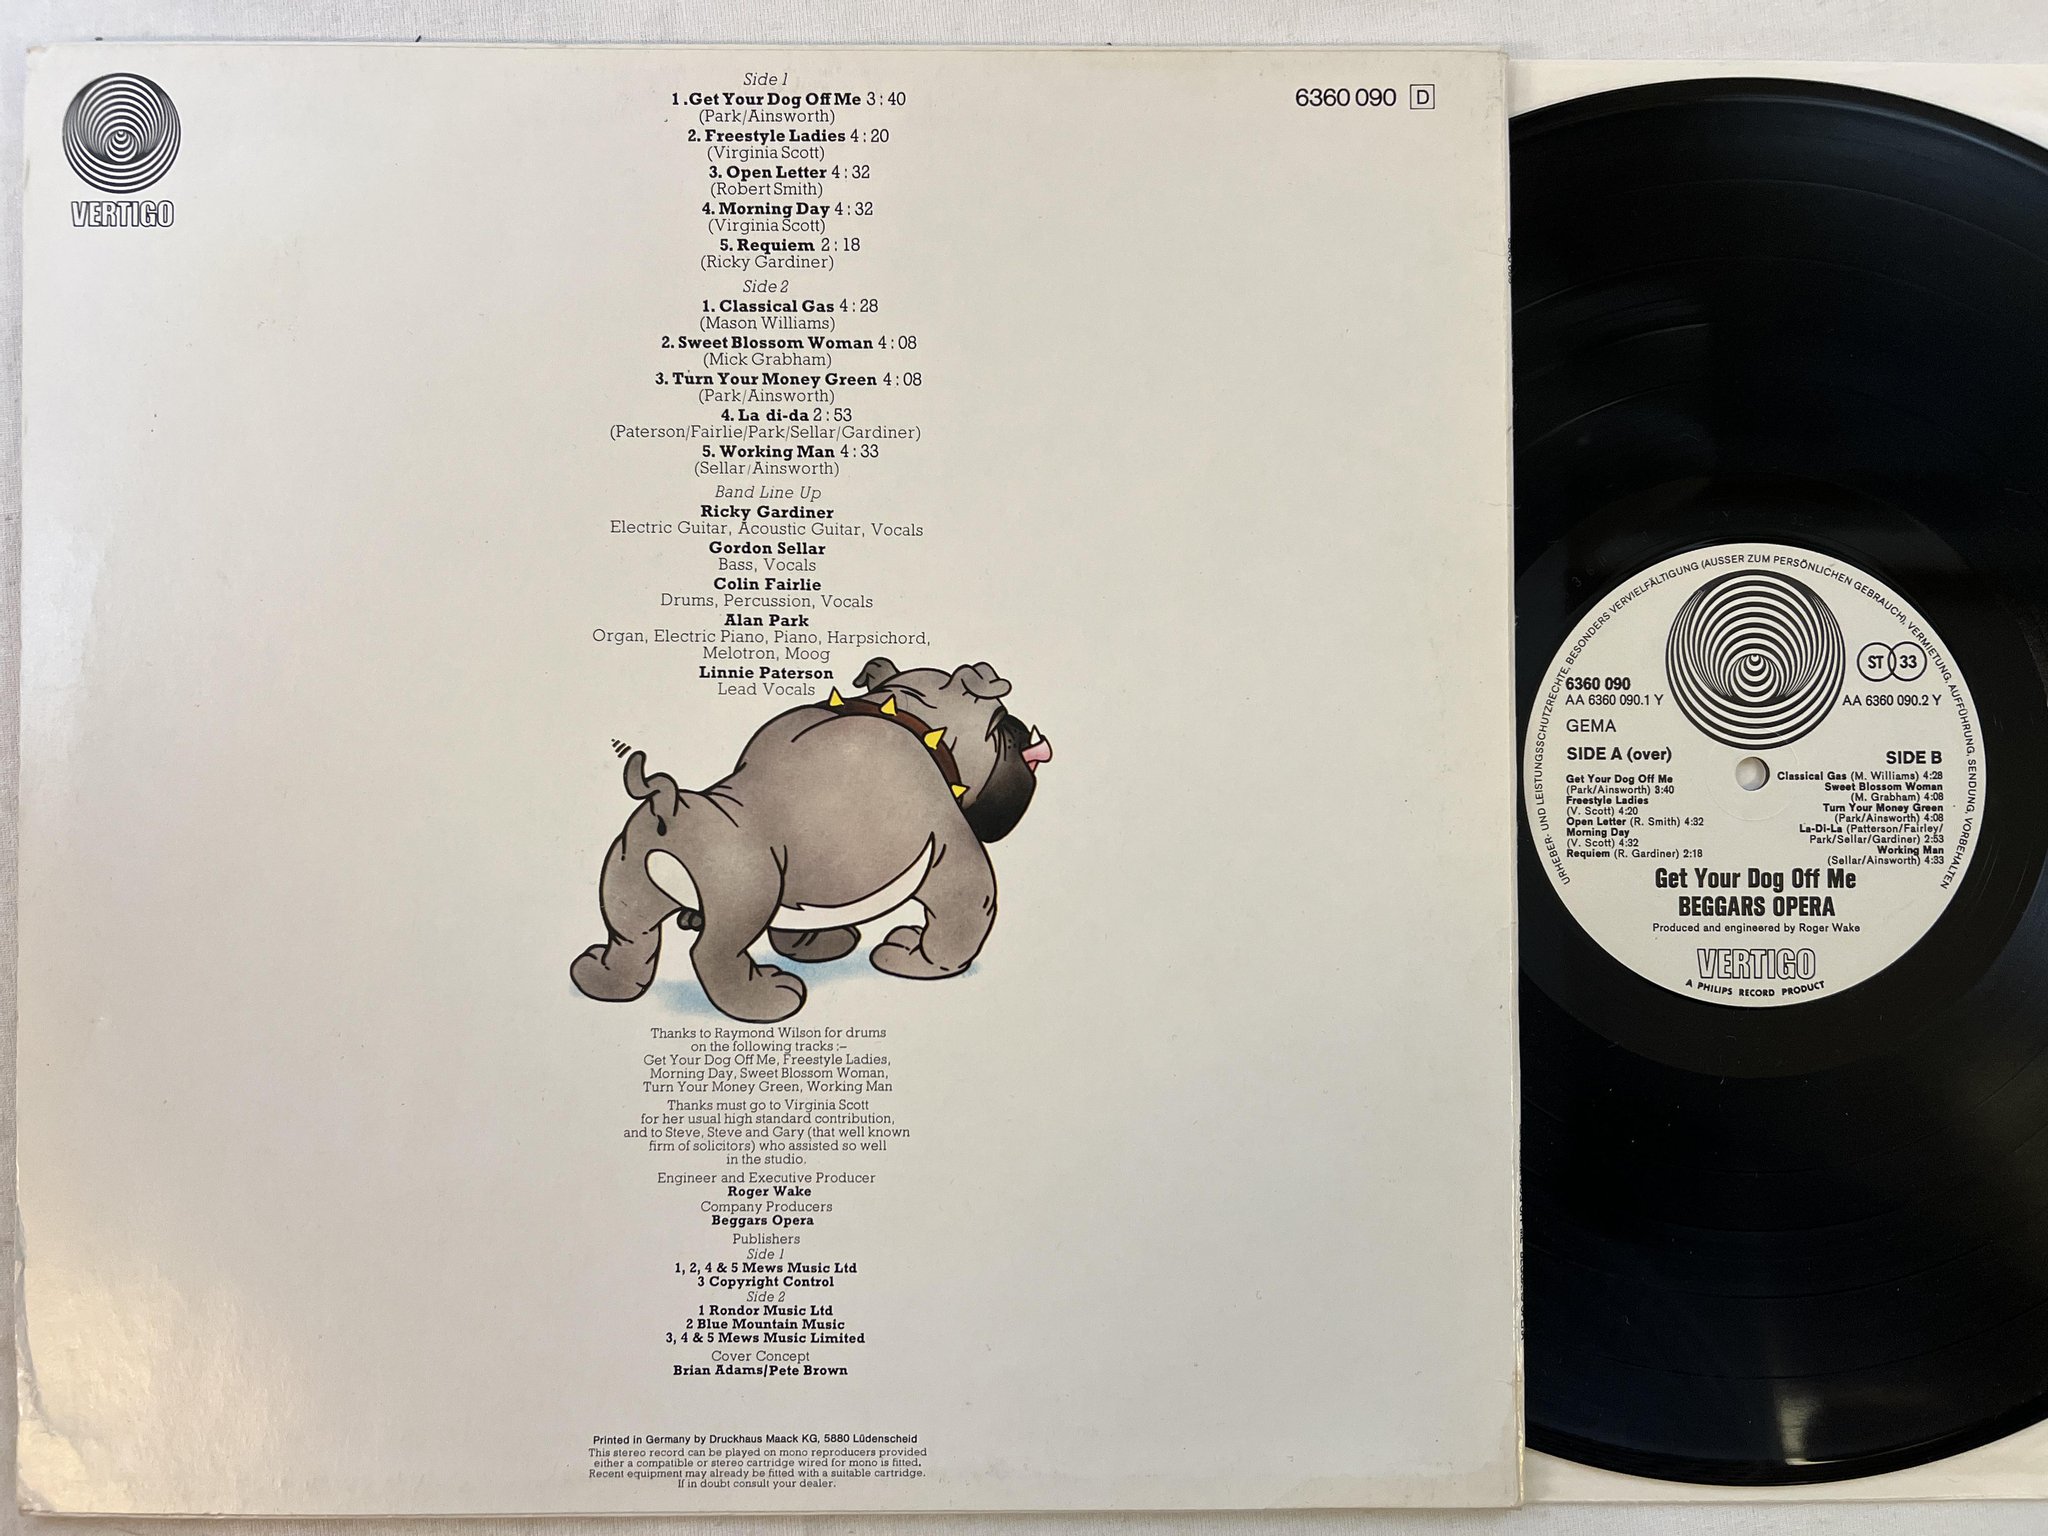 VERTIGO
6360 090 D
Side 1
1.Get Your Dog Off Me 3:40
(Park/Ainsworth)
2. Freestyle Ladies 4:20
(Virginia Scott)
3. Open Letter 4:32
(Robert Smith)
4. Morning Day 4:32
(Virginia Scott)
5. Requiem 2:18
(Ricky Gardiner)
Side 2
1. Classical Gas 4:28
(Mason Williams)
2. Sweet Blossom Woman 4:08
(Mick Grabham)
3. Turn Your Money Green 4:08
(Park/Ainsworth)
4. La di-da 2:53
(Paterson/Fairlie/Park/Sellar/Gardiner)
5. Working Man 4:33
(Sellar/Ainsworth)
Band Line Up
Ricky Gardiner
Electric Guitar, Acoustic Guitar, Vocals
Gordon Sellar
Bass, Vocals
Colin Fairlie
Drums, Percussion, Vocals
Alan Park
Organ, Electric Piano, Piano, Harpsichord,
Melotron, Moog
Linnie Paterson
Lead Vocals
Thanks to Raymond Wilson for drums
on the following tracks :–
Get Your Dog Off Me, Freestyle Ladies,
Morning Day, Sweet Blossom Woman,
Turn Your Money Green, Working Man
Thanks must go to Virginia Scott
for her usual high standard contribution,
and to Steve, Steve and Gary (that well known
firm of solicitors) who assisted so well
in the studio.
Engineer and Executive Producer
Roger Wake
Company Producers
Beggars Opera
Publishers
Side 1
1, 2, 4 & 5 Mews Music Ltd
3 Copyright Control
Side 2
1 Rondor Music Ltd
2 Blue Mountain Music
3, 4 & 5 Mews Music Limited
Cover Concept
Brian Adams/Pete Brown
Printed in Germany by Druckhaus Maack KG, 5880 Lüdenscheid
This stereo record can be played on mono reproducers provided
either a compatible or stereo cartridge wired for mono is fitted.
Recent equipment may already be fitted with a suitable cartridge.
If in doubt consult your dealer.
URHEBER- UND LEISTUNGSSCHUTZRECHTE, BESONDERS VERVIELFÄLTIGUNG (AUSSER ZUM PERSÖNLICHEN GEBRAUCH), VERMIETUNG, AUFFÜHRUNG, SENDUNG, VORBEHALTEN
ST 33
6360 090
AA 6360 090.1 Y
GEMA
SIDE A (over)
Get Your Dog Off Me
(Park/Ainsworth) 3:40
Freestyle Ladies
(V. Scott) 4:20
Open Letter (R. Smith) 4:32
Morning Day
(V. Scott) 4:32
Requiem (R. Gardiner) 2:18
AA 6360 090.2 Y
SIDE B
Classical Gas (M. Williams) 4:28
Sweet Blossom Woman
(M. Grabham) 4:08
Turn Your Money Green
(Park/Ainsworth) 4:08
La-Di-La (Patterson/Fairley/
Park/Sellar/Gardiner) 2:53
Working Man
(Sellar/Ainsworth) 4:33
Get Your Dog Off Me
BEGGARS OPERA
Produced and engineered by Roger Wake
VERTIGO
A PHILIPS RECORD PRODUCT